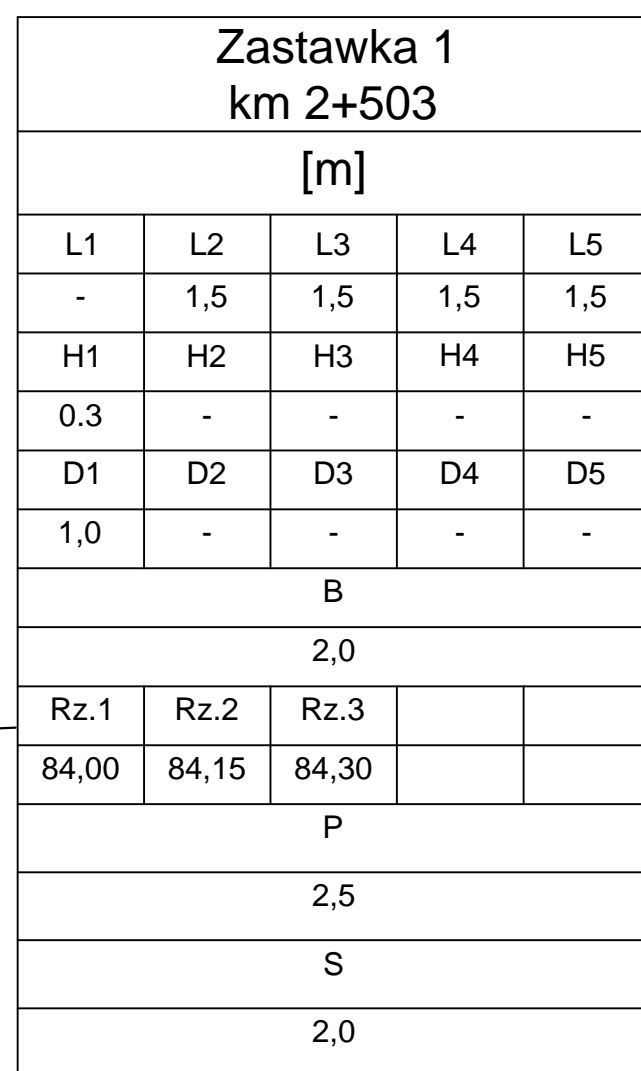 Zastawka 1
km 2+503
[m]
L1 L2 L3 L4 L5
- 1,5 1,5 1,5 1,5
H1 H2 H3 H4 H5
0.3 - - - -
D1 D2 D3 D4 D5
1,0 - - - -
B
2,0
Rz.1 Rz.2 Rz.3
84,00 84,15 84,30
P
2,5
S
2,0